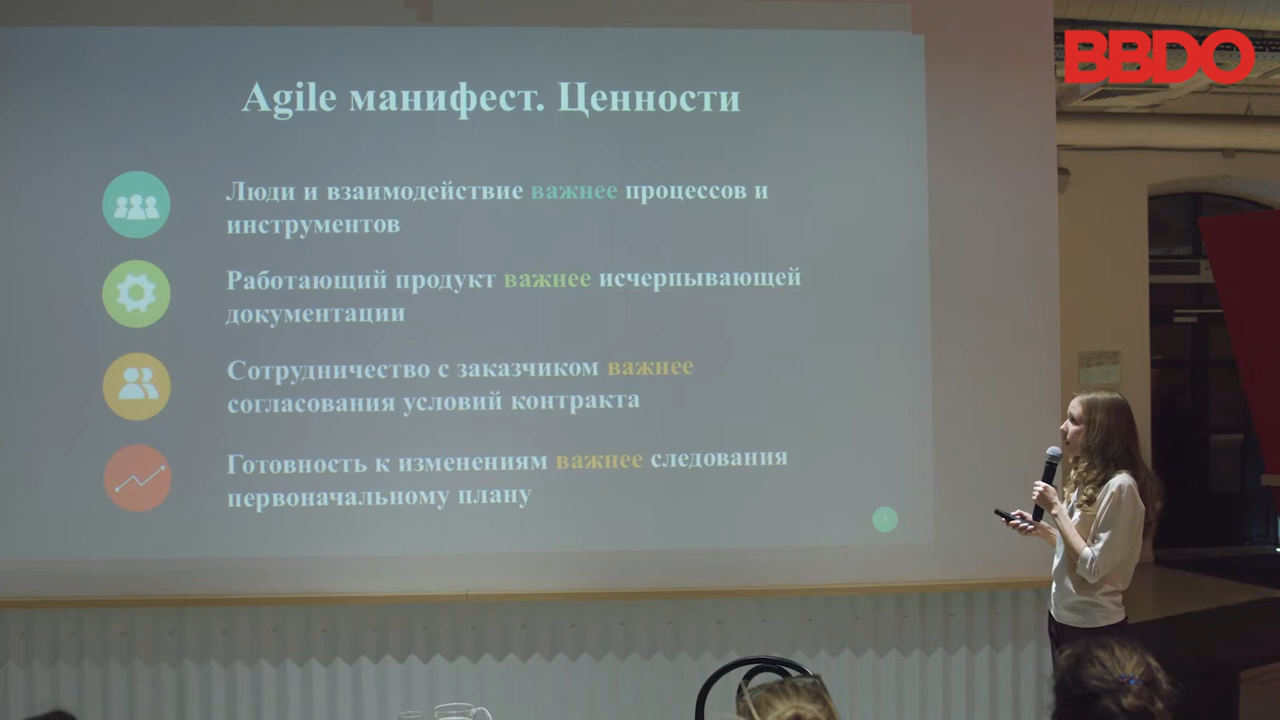 BBDO
Agile манифест. Ценности
Люди и взаимодействие важнее процессов и
инструментов
Работающий продукт важнее исчерпывающей
документации
Сотрудничество с заказчиком важнее
согласования условий контракта
Готовность к изменениям важнее следования
первоначальному плану